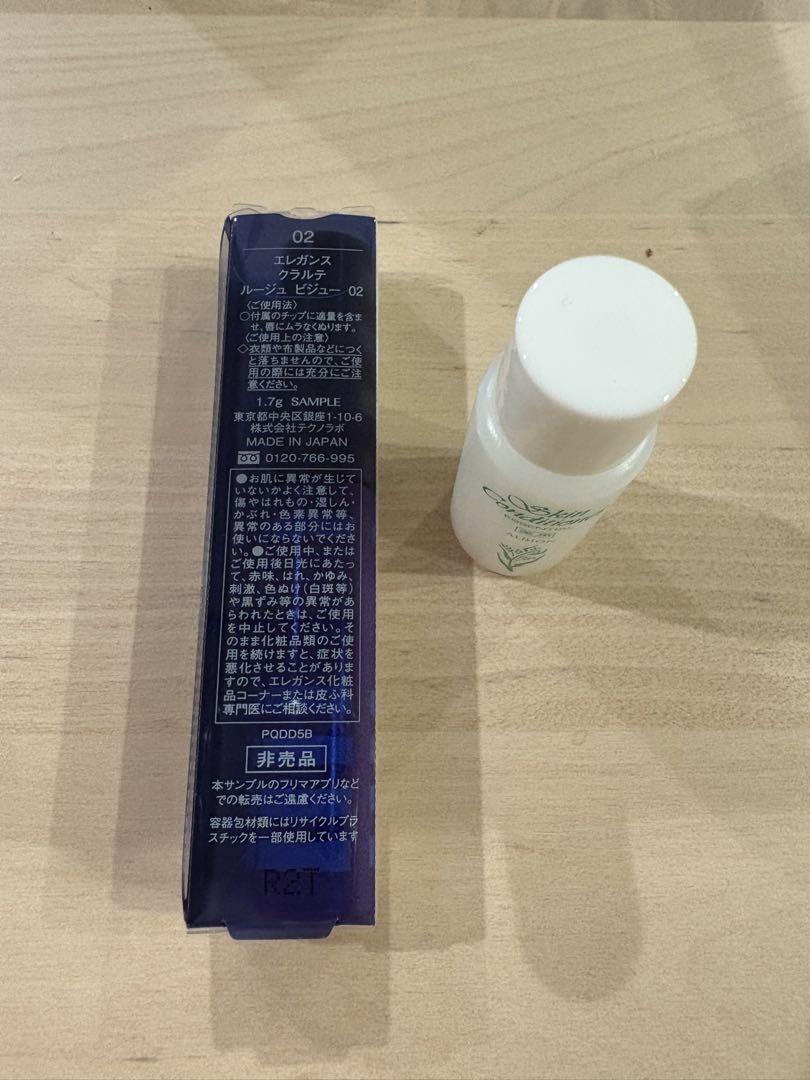 02
エレガンス
クラルテ
ルージュ ビジュー 02
〈ご使用法〉
○付属のチップに適量を含ま
せ、唇にムラなくぬります。
〈ご使用上の注意〉
◇衣類や布製品などにつく
と落ちませんので、ご使
用の際には充分にご注
意ください。
1.7g SAMPLE
東京都中央区銀座1-10-6
株式会社テクノラボ
MADE IN JAPAN
0120-766-995
●お肌に異常が生じて
いないかよく注意して、
傷やはれもの・湿しん・
かぶれ・色素異常等、
異常のある部分にはお
使いにならないでくださ
い。●ご使用中、または
ご使用後日光にあたっ
て、赤味、はれ、かゆみ、
刺激、色ぬけ(白斑等)
や黒ずみ等の異常があ
らわれたときは、ご使用
を中止してください。そ
のまま化粧品類のご使
用を続けますと、症状を
悪化させることがありま
すので、エレガンス化粧
品コーナーまたは皮ふ科
専門医にご相談ください。
PQDD5B
非売品
本サンプルのフリマアプリなど
での転売はご遠慮ください。
容器包材類にはリサイクルプラ
スチックを一部使用しています
R2T
Skin
Conditioner
ESSENTIAL
ALBION